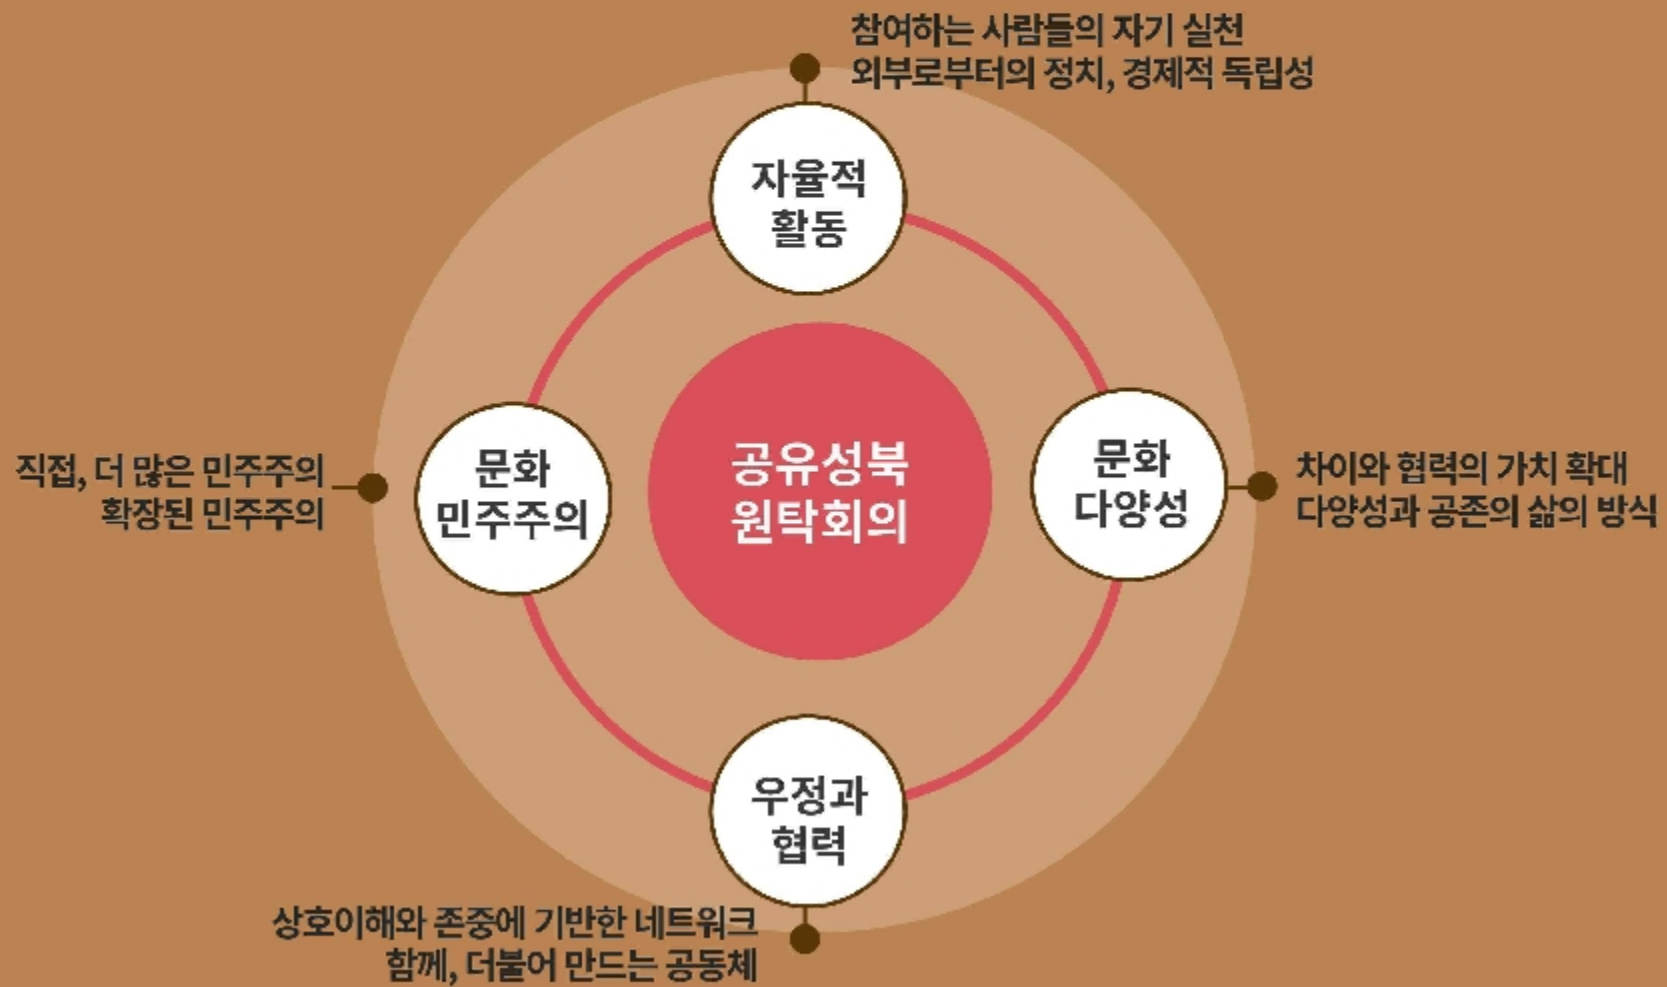 참여하는 사람들의 자기 실천
외부로부터의 정치, 경제적 독립성
자율적
활동
직접, 더 많은 민주주의
확장된 민주주의
문화
민주주의
공유성북
원탁회의
문화
다양성
차이와 협력의 가치 확대
다양성과 공존의 삶의 방식
우정과
협력
상호이해와 존중에 기반한 네트워크
함께, 더불어 만드는 공동체